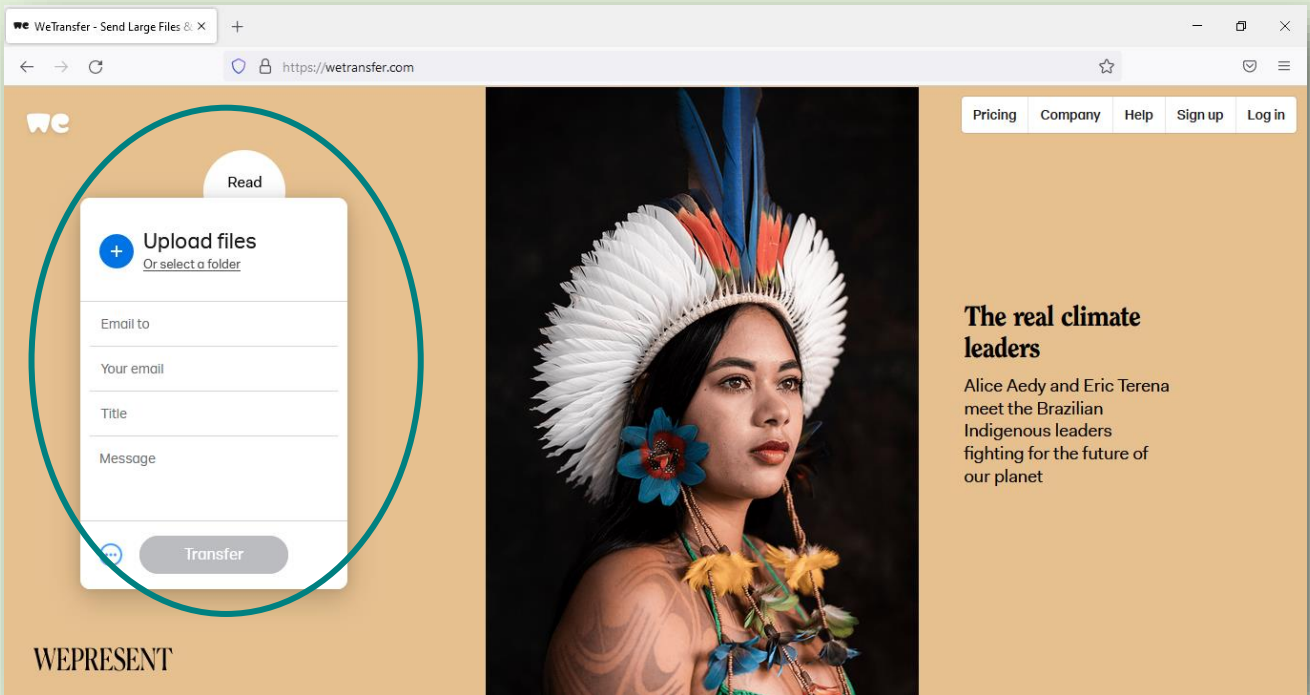 WeTransfer - Send Large Files &
https://wetransfer.com
we
Pricing Company Help Sign up Log in
Read
Upload files
Or select a folder
Email to
Your email
Title
Message
Transfer
The real climate
leaders
Alice Aedy and Eric Terena
meet the Brazilian
Indigenous leaders
fighting for the future of
our planet
WEPRESENT